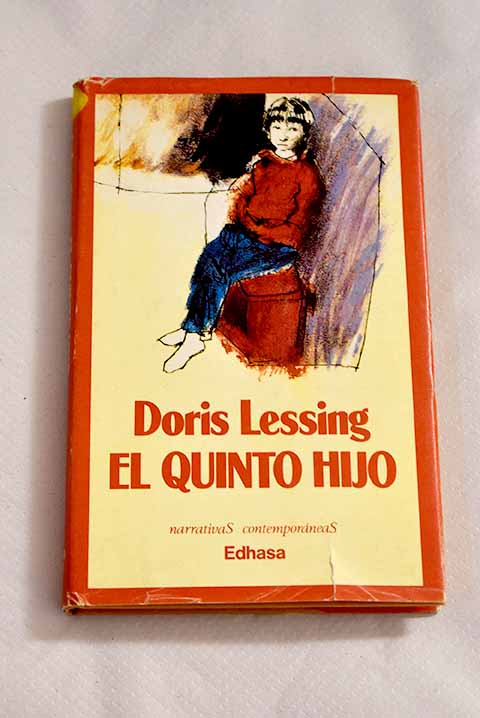 Doris Lessing
EL QUINTO HIJO
narrativaS contemporáneaS
Edhasa